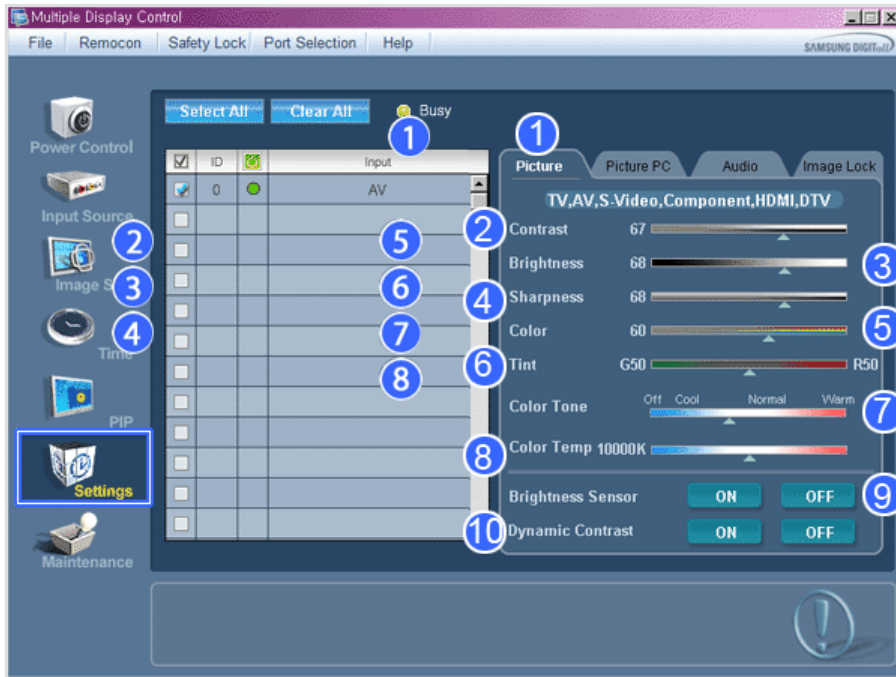 Multiple Display Control
File Remocon Safety Lock Port Selection Help
SAMSUNG DIGITall
Select All Clear All Busy
1 1
Power Control
ID Input
Picture Picture PC Audio Image Lock
0 AV
TV,AV,S-Video,Component,HDMI,DTV
Input Source
2 Contrast 67
2 5
Brightness 68 3
Image S
3 6 4 Sharpness 68
4 7 Color 60 5
Time
8 6 Tint G50 R50
Off Cool Normal Warm
Color Tone 7
PIP
8 Color Temp 10000K
Settings
Brightness Sensor ON OFF 9
10 Dynamic Contrast ON OFF
Maintenance